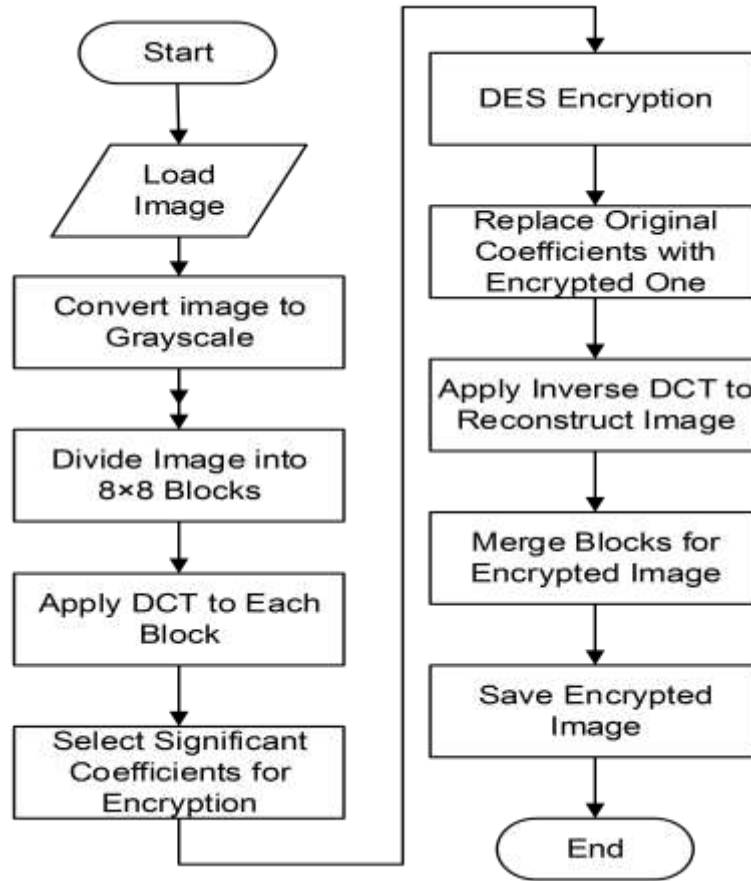 Start
Load
Image
Convert image to
Grayscale
Divide Image into
8×8 Blocks
Apply DCT to Each
Block
Select Significant
Coefficients for
Encryption
DES Encryption
Replace Original
Coefficients with
Encrypted One
Apply Inverse DCT to
Reconstruct Image
Merge Blocks for
Encrypted Image
Save Encrypted
Image
End